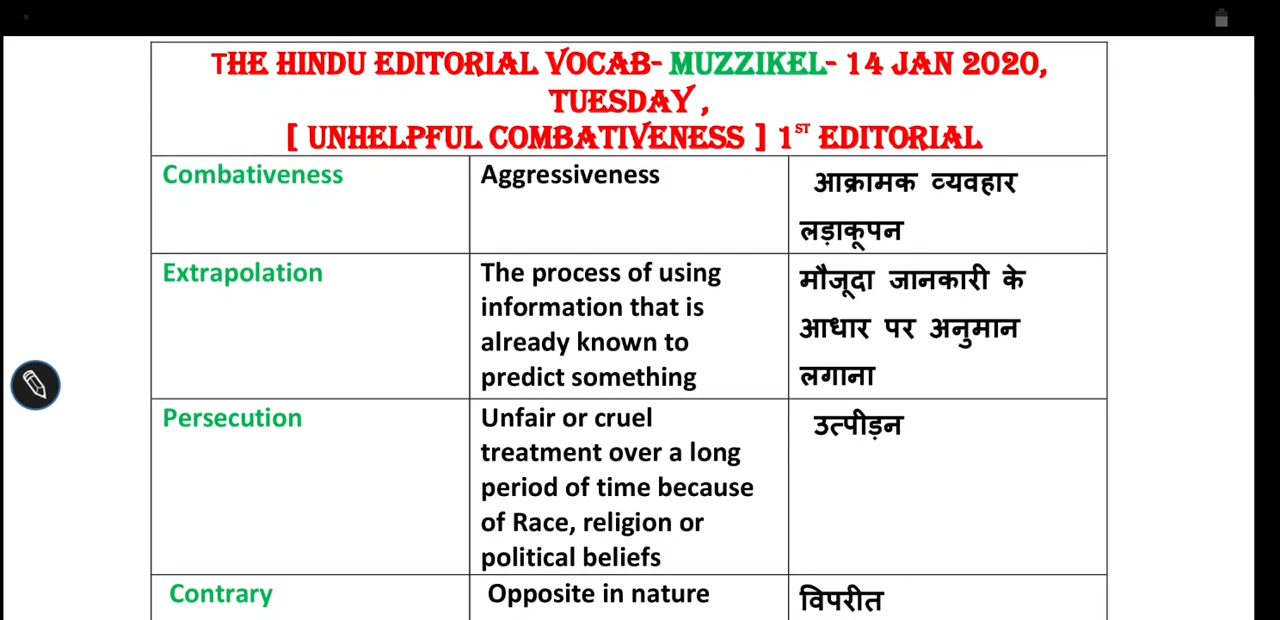 THE HINDU EDITORIAL VOCAB- MUZZIKEL- 14 JAN 2020,
TUESDAY ,
[ UNHELPFUL COMBATIVENESS ] 1ST EDITORIAL
Combativeness
Aggressiveness
आक्रामक व्यवहार
लड़ाकूपन
Extrapolation
The process of using
information that is
already known to
predict something
मौजूदा जानकारी के
आधार पर अनुमान
लगाना
Persecution
Unfair or cruel
treatment over a long
period of time because
of Race, religion or
political beliefs
उत्पीड़न
Contrary
Opposite in nature
विपरीत